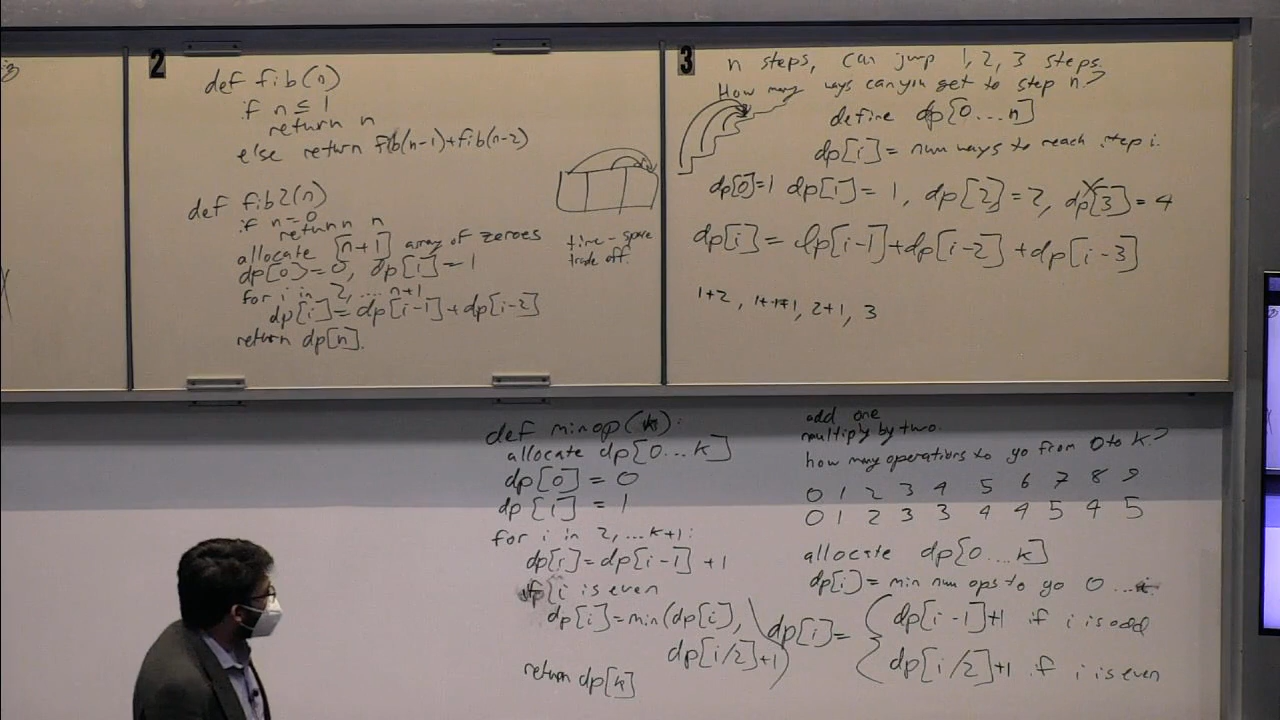 2
def fib(n)
if n ≤ 1
return n
else return fib(n-1)+fib(n-2)
def fib2(n)
if n=0
return n
allocate [n+1] array of zeroes
dp[0]=0, dp[1]=1
for i in 2, ... n+1
dp[i]=dp[i-1]+dp[i-2]
return dp[n].
time-space
trade off.
3
n steps, can jump 1, 2, 3 steps.
How many ways can you get to step n?
define dp[0...n]
dp[i]= num ways to reach step i.
dp[0]=1 dp[1]= 1, dp[2]=2, dp[3]=4
dp[i]= dp[i-1]+dp[i-2]+dp[i-3]
1+2, 1+1+1, 2+1, 3
def minop(k):
allocate dp[0...k]
dp[0] = 0
dp[1] = 1
for i in 2, ...k+1:
dp[i]=dp[i-1]+1
if i is even
dp[i]=min(dp[i],
dp[i/2]+1)
return dp[k]
add one
multiply by two.
how many operations to go from 0 to k?
0 1 2 3 4 5 6 7 8 9
0 1 2 3 3 4 4 5 4 5
allocate dp[0...k]
dp[i]=min num ops to go 0 ...
dp[i]= { dp[i-1]+1 if i is odd
dp[i/2]+1 if i is even